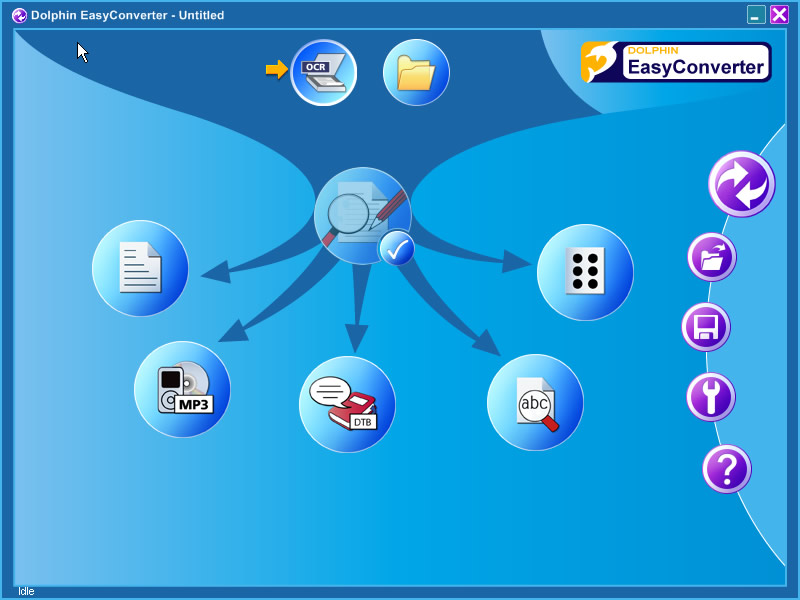 Dolphin EasyConverter - Untitled
OCR
DOLPHIN
EasyConverter
MP3
DTB
abc
?
Idle